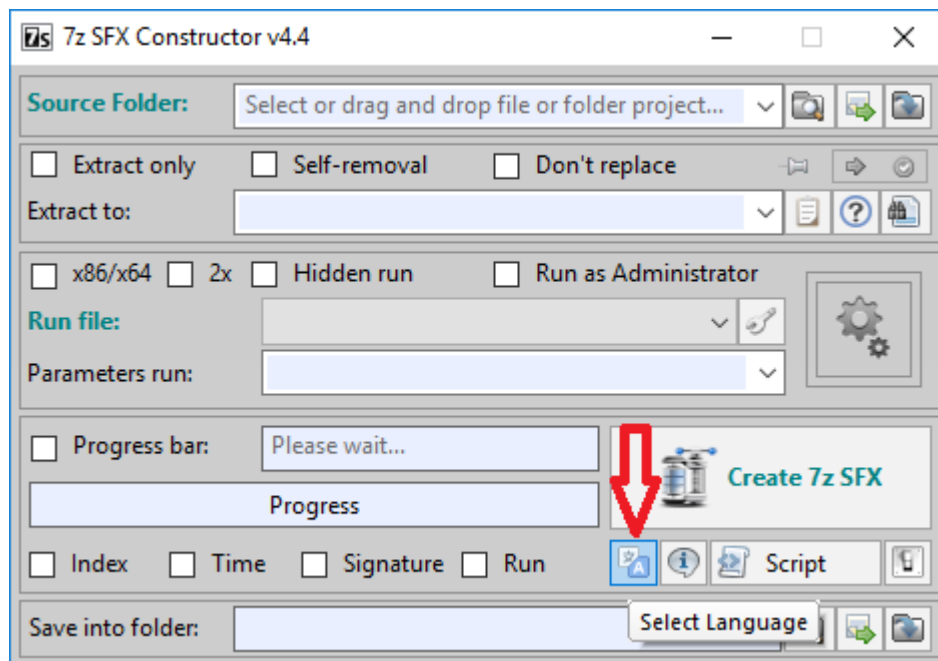 7z SFX Constructor v4.4
Source Folder: Select or drag and drop file or folder project...
Extract only Self-removal Don't replace
Extract to:
x86/x64 2x Hidden run Run as Administrator
Run file:
Parameters run:
Progress bar: Please wait...
Create 7z SFX
Progress
Index Time Signature Run Script
Select Language
Save into folder: